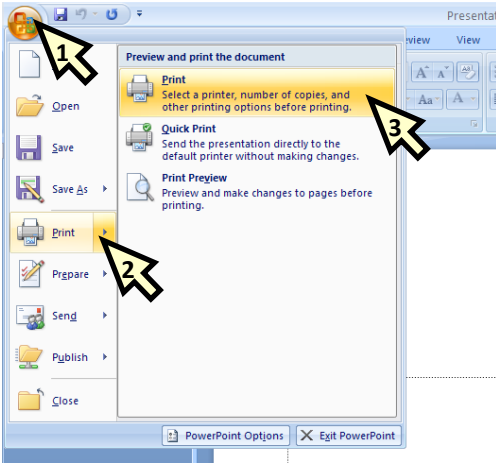 Presenta
1
view
View
Aa
A
Preview and print the document
Print
Select a printer, number of copies, and
other printing options before printing.
3
Quick Print
Send the presentation directly to the
default printer without making changes.
Print Preview
Preview and make changes to pages before
printing.
Open
Save
Save As
Print
2
Prepare
Send
Publish
Close
PowerPoint Options
Exit PowerPoint